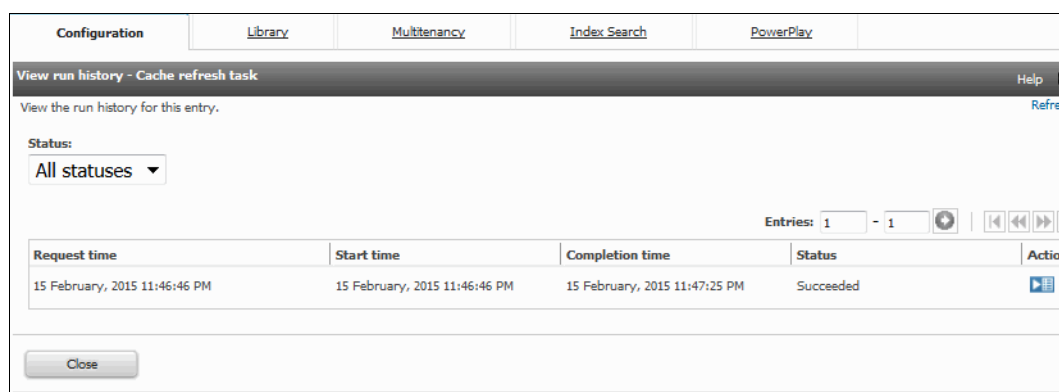 Configuration Library Multitenancy Index Search PowerPlay
View run history - Cache refresh task Help
View the run history for this entry. Refre
Status:
All statuses
Entries: 1 - 1
Request time Start time Completion time Status Actio
15 February, 2015 11:46:46 PM 15 February, 2015 11:46:46 PM 15 February, 2015 11:47:25 PM Succeeded
Close